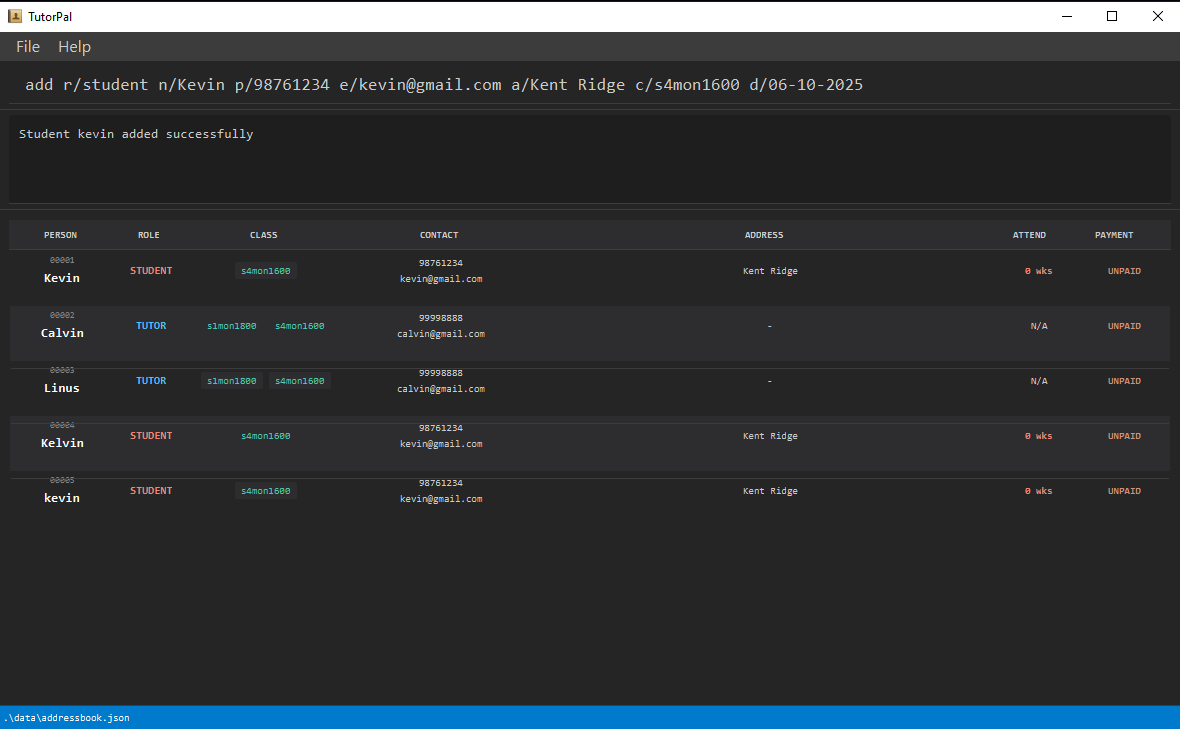 TutorPal
File Help
add r/student n/Kevin p/98761234 e/kevin@gmail.com a/Kent Ridge c/s4mon1600 d/06-10-2025
Student kevin added successfully
PERSON ROLE CLASS CONTACT ADDRESS ATTEND PAYMENT
00001
Kevin STUDENT s4mon1600 98761234 kevin@gmail.com Kent Ridge 0 wks UNPAID
00002
Calvin TUTOR s1mon1800 s4mon1600 99998888 calvin@gmail.com - N/A UNPAID
00003
Linus TUTOR s1mon1800 s4mon1600 99998888 calvin@gmail.com - N/A UNPAID
00004
Kelvin STUDENT s4mon1600 98761234 kevin@gmail.com Kent Ridge 0 wks UNPAID
00005
kevin STUDENT s4mon1600 98761234 kevin@gmail.com Kent Ridge 0 wks UNPAID
.\data\addressbook.json